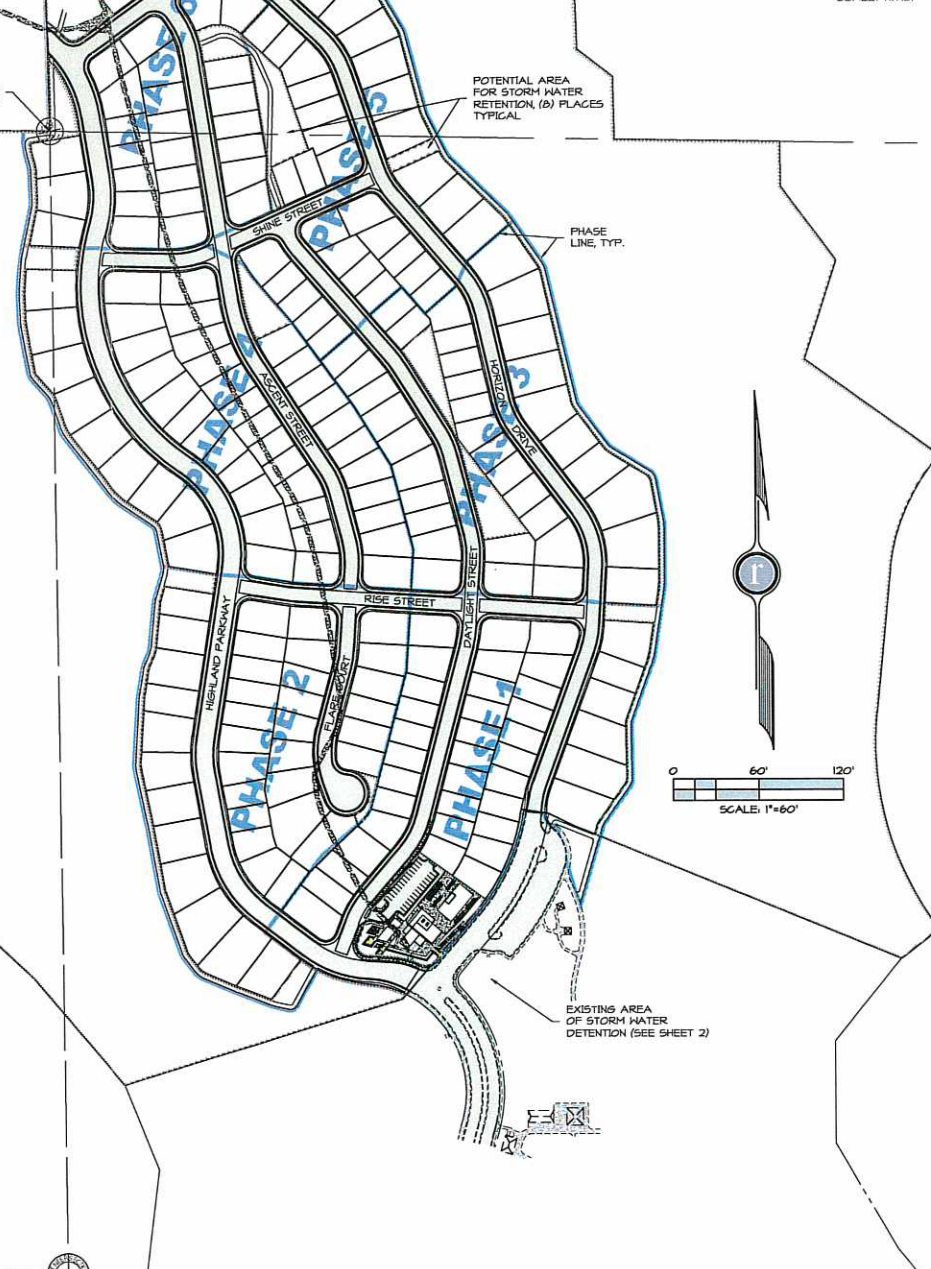 POTENTIAL AREA
FOR STORM WATER
RETENTION, (8) PLACES
TYPICAL
PHASE
PHASE 5
SHINE STREET
PHASE
LINE, TYP.
PHASE 4
ASCENT STREET
HORIZON DRIVE
PHASE 3
r
RISE STREET
DAYLIGHT STREET
HIGHLAND PARKWAY
FLARE COURT
PHASE 2
PHASE 1
0 60' 120'
SCALE: 1"=60'
EXISTING AREA
OF STORM WATER
DETENTION (SEE SHEET 2)